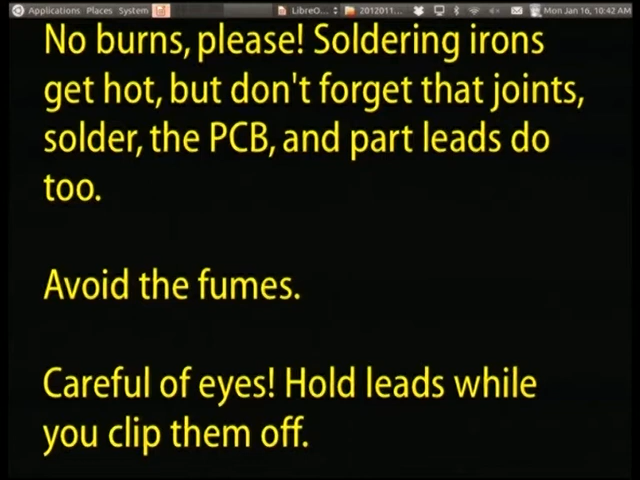 Applications Places System LibreO... 2012011... Mon Jan 16, 10:42 AM
No burns, please! Soldering irons
get hot, but don't forget that joints,
solder, the PCB, and part leads do
too.
Avoid the fumes.
Careful of eyes! Hold leads while
you clip them off.